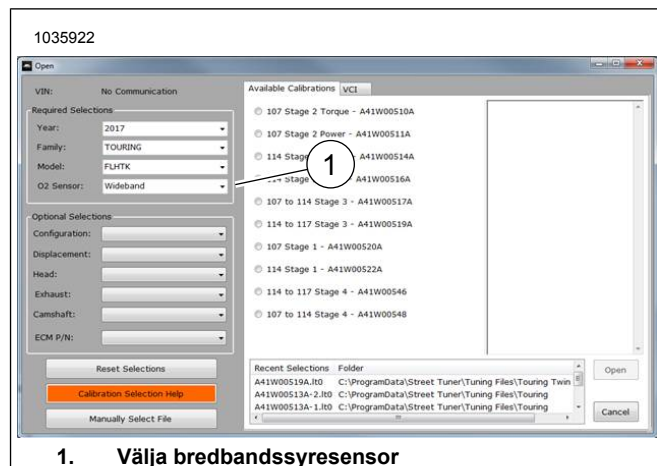 1035922
Open
VIN: No Communication
Required Selections
Year: 2017
Family: TOURING
Model: FLHTK
O2 Sensor: Wideband
Optional Selections
Configuration:
Displacement:
Head:
Exhaust:
Camshaft:
ECM P/N:
Reset Selections
Calibration Selection Help
Manually Select File
Available Calibrations VCI
107 Stage 2 Torque - A41W00510A
107 Stage 2 Power - A41W00511A
114 Stage - A41W00514A
114 Stage A41W00516A
107 to 114 Stage 3 - A41W00517A
114 to 117 Stage 3 - A41W00519A
107 Stage 1 - A41W00520A
114 Stage 1 - A41W00522A
114 to 117 Stage 4 - A41W00546
107 to 114 Stage 4 - A41W00548
1
Recent Selections Folder
A41W00519A.lt0 C:\ProgramData\Street Tuner\Tuning Files\Touring Twin
A41W00513A-2.lt0 C:\ProgramData\Street Tuner\Tuning Files\Touring
A41W00513A-1.lt0 C:\ProgramData\Street Tuner\Tuning Files\Touring
Open
Cancel
1. Välja bredbandssyresensor